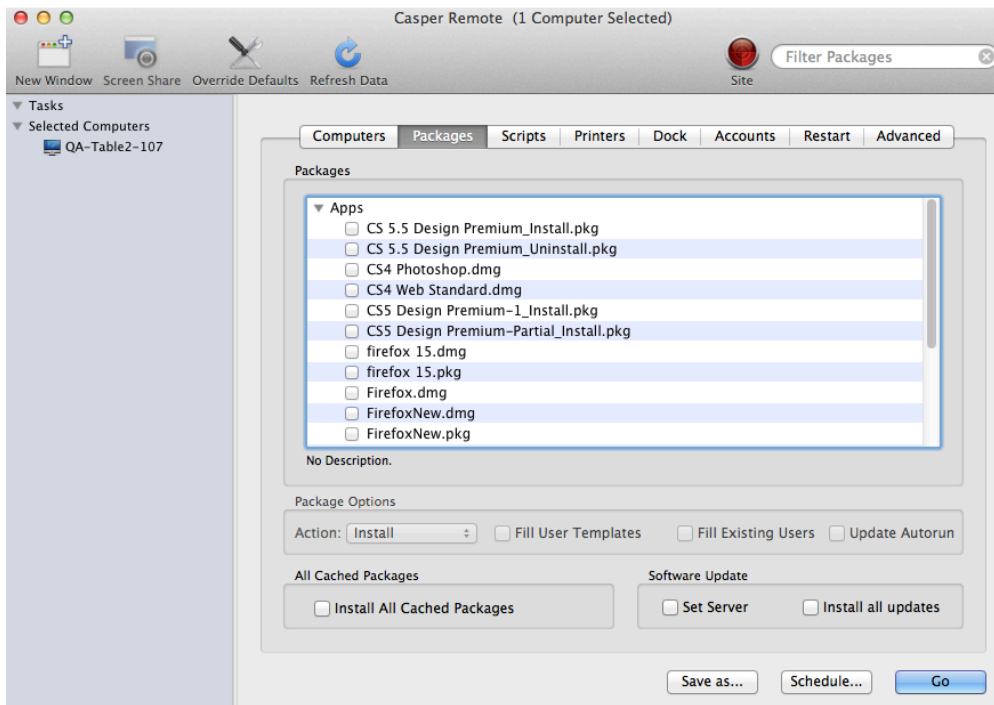 Casper Remote (1 Computer Selected)
New Window Screen Share Override Defaults Refresh Data Site Filter Packages
Tasks
Selected Computers
QA-Table2-107
Computers Packages Scripts Printers Dock Accounts Restart Advanced
Packages
Apps
CS 5.5 Design Premium_Install.pkg
CS 5.5 Design Premium_Uninstall.pkg
CS4 Photoshop.dmg
CS4 Web Standard.dmg
CS5 Design Premium-1_Install.pkg
CS5 Design Premium-Partial_Install.pkg
firefox 15.dmg
firefox 15.pkg
Firefox.dmg
FirefoxNew.dmg
FirefoxNew.pkg
No Description.
Package Options
Action: Install Fill User Templates Fill Existing Users Update Autorun
All Cached Packages Software Update
Install All Cached Packages Set Server Install all updates
Save as... Schedule... Go